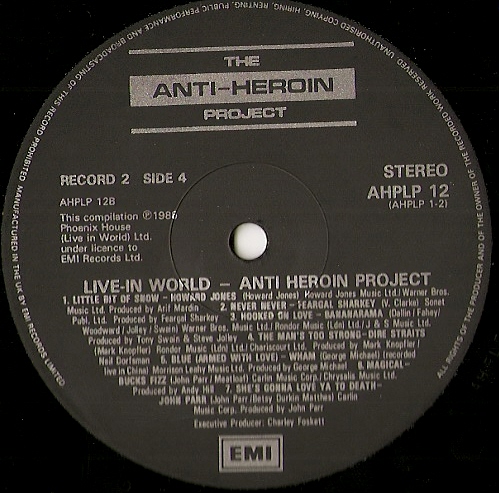 UNAUTHORISED COPYING, HIRING, RENTING, PUBLIC PERFORMANCE AND BROADCASTING OF THIS RECORD PROHIBITED. MANUFACTURED IN THE UK BY EMI RECORDS LIMITED
ALL RIGHTS OF THE PRODUCER AND OF THE OWNER OF THE RECORDED WORK RESERVED
THE
ANTI-HEROIN
PROJECT
RECORD 2 SIDE 4
STEREO
AHPLP 12
(AHPLP 1-2)
AHPLP 12B
This compilation ℗1986
Phoenix House
(Live in World) Ltd.
under licence to
EMI Records Ltd.
LIVE-IN WORLD – ANTI HEROIN PROJECT
1. LITTLE BIT OF SNOW – HOWARD JONES (Howard Jones) Howard Jones Music Ltd./Warner Bros.
Music Ltd. Produced by Arif Mardin 2. NEVER NEVER – FEARGAL SHARKEY (V. Clarke) Sonet
Publ. Ltd. Produced by Feargal Sharkey 3. HOOKED ON LOVE – BANANARAMA (Dallin/Fahey/
Woodward/Jolley/Swain) Warner Bros. Music Ltd./Rondor Music (Ldn) Ltd./J & S Music Ltd.
Produced by Tony Swain & Steve Jolley 4. THE MAN'S TOO STRONG – DIRE STRAITS
(Mark Knopfler) Rondor Music (Ldn) Ltd./Chariscourt Ltd. Produced by Mark Knopfler/
Neil Dorfsman 5. BLUE (ARMED WITH LOVE) – WHAM (George Michael) (recorded
live in China) Morrison Leahy Music Ltd. Produced by George Michael 6. MAGICAL –
BUCKS FIZZ (John Parr/Meatloaf) Carlin Music Corp./Chrysalis Music Ltd.
Produced by Andy Hill 7. SHE'S GONNA LOVE YA TO DEATH –
JOHN PARR (John Parr/Betsy Durkin Matthes) Carlin
Music Corp. Produced by John Parr
Executive Producer: Charley Foskett
EMI